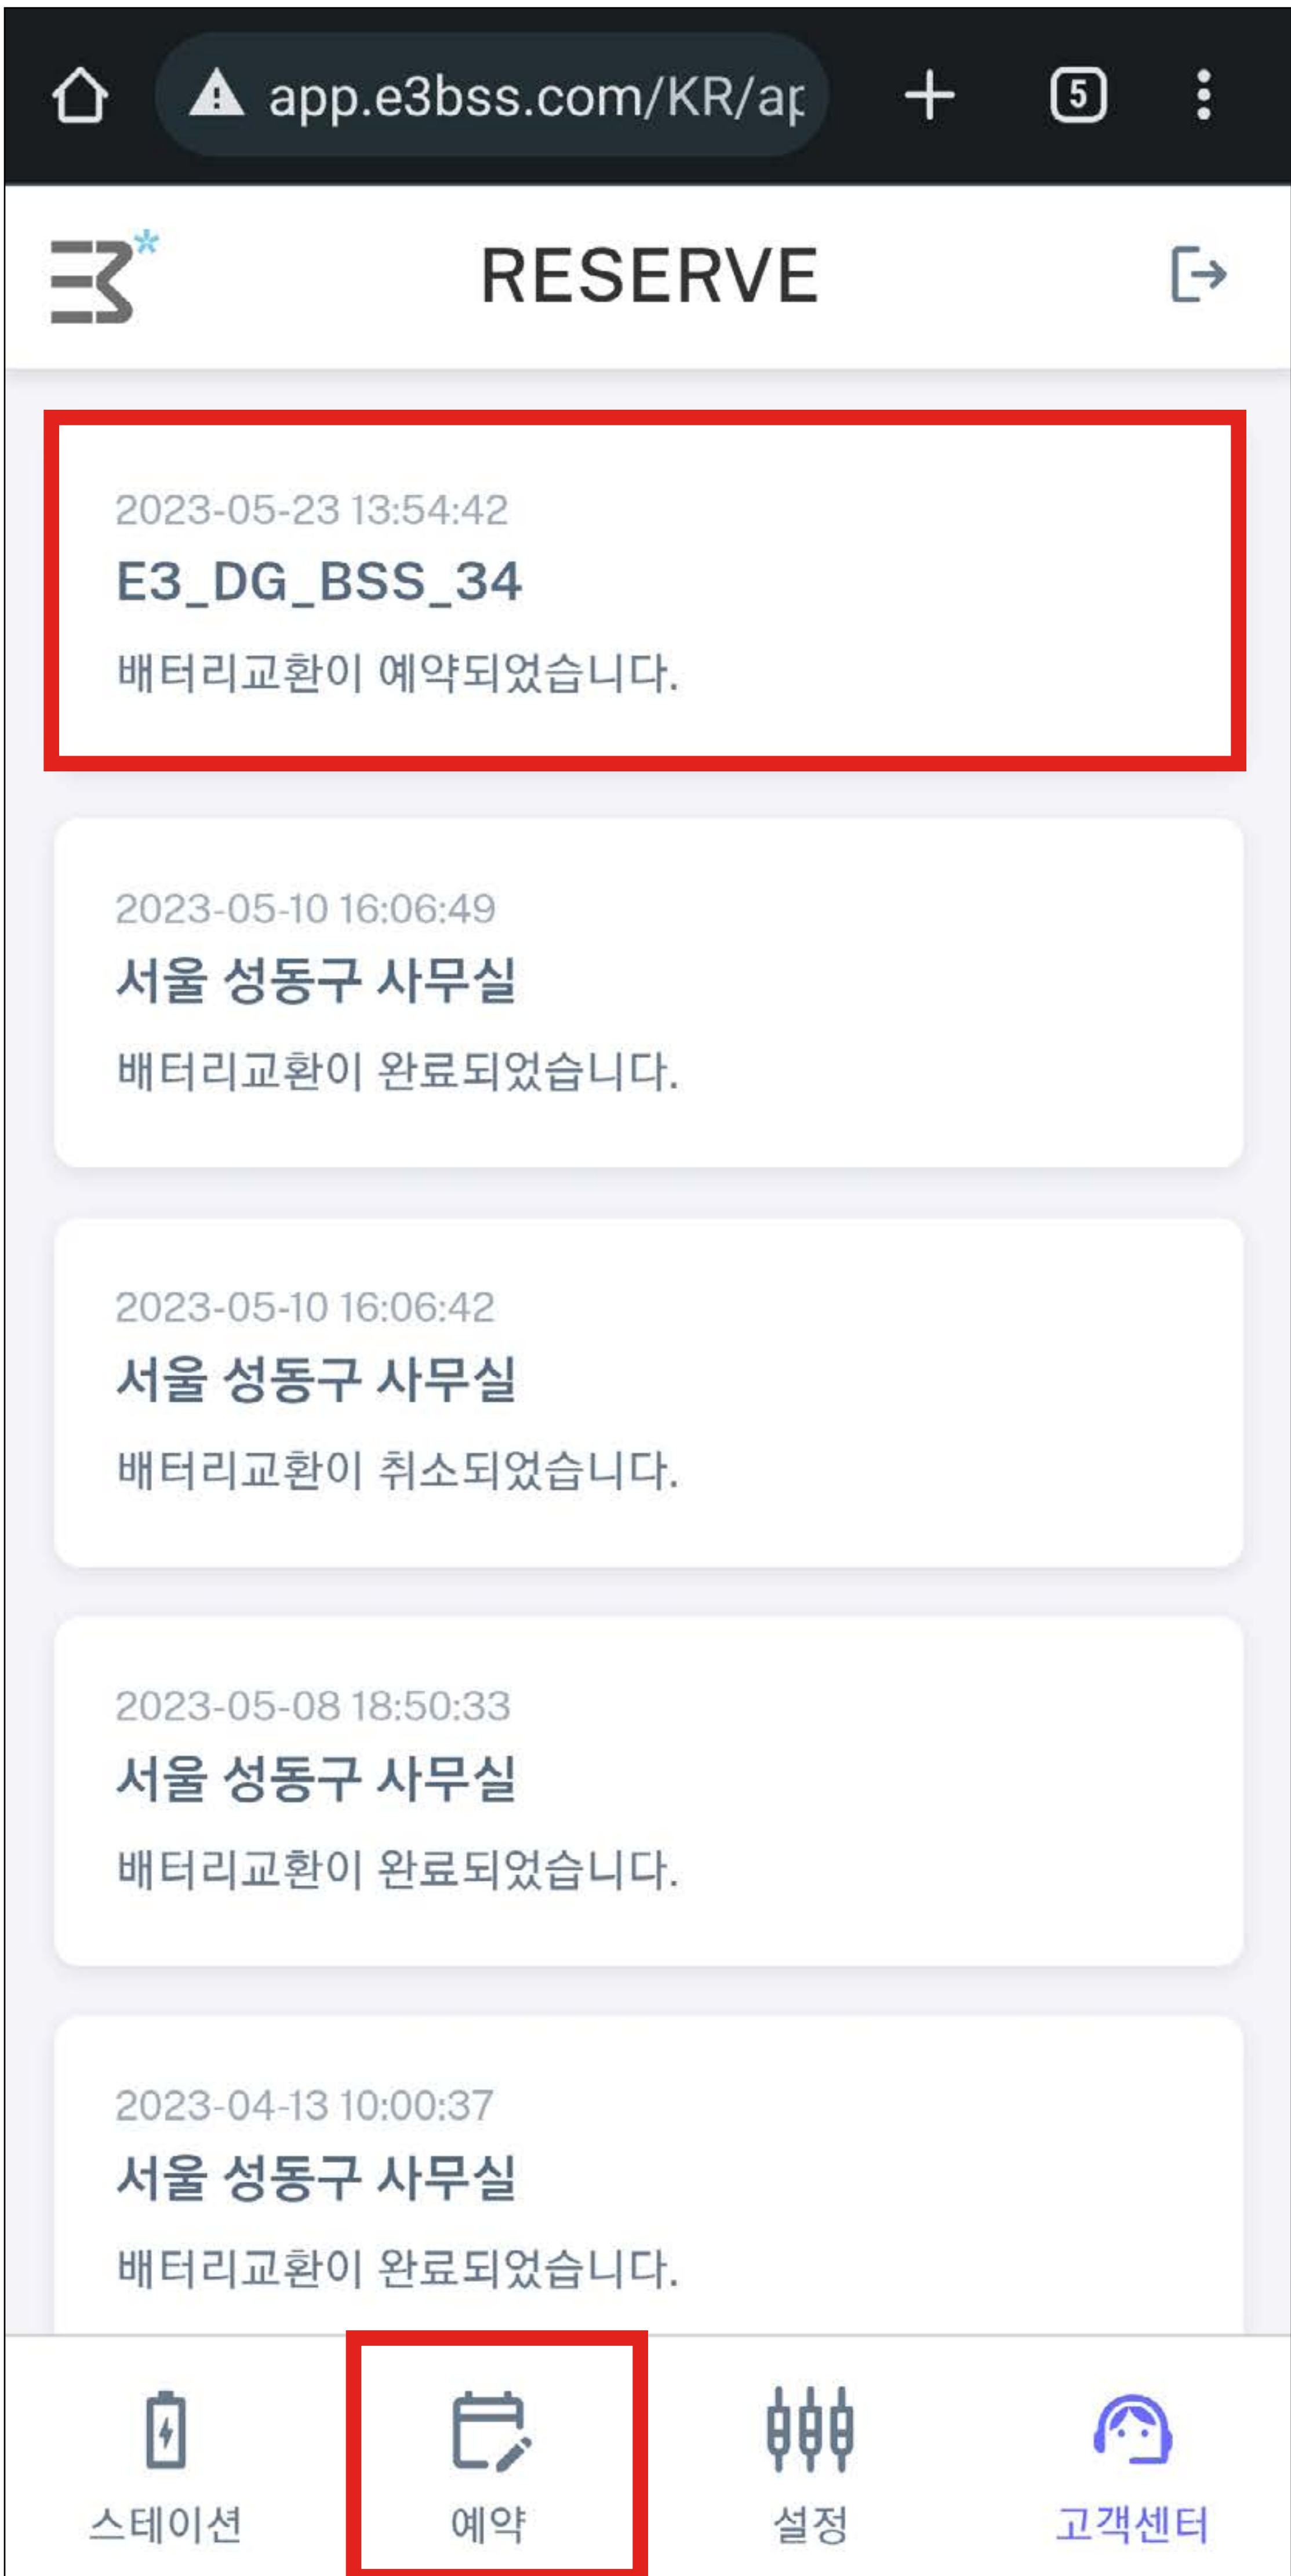 app.e3bss.com/KR/ap
5
E3*
RESERVE
2023-05-23 13:54:42
E3_DG_BSS_34
배터리교환이 예약되었습니다.
2023-05-10 16:06:49
서울 성동구 사무실
배터리교환이 완료되었습니다.
2023-05-10 16:06:42
서울 성동구 사무실
배터리교환이 취소되었습니다.
2023-05-08 18:50:33
서울 성동구 사무실
배터리교환이 완료되었습니다.
2023-04-13 10:00:37
서울 성동구 사무실
배터리교환이 완료되었습니다.
스테이션
예약
설정
고객센터